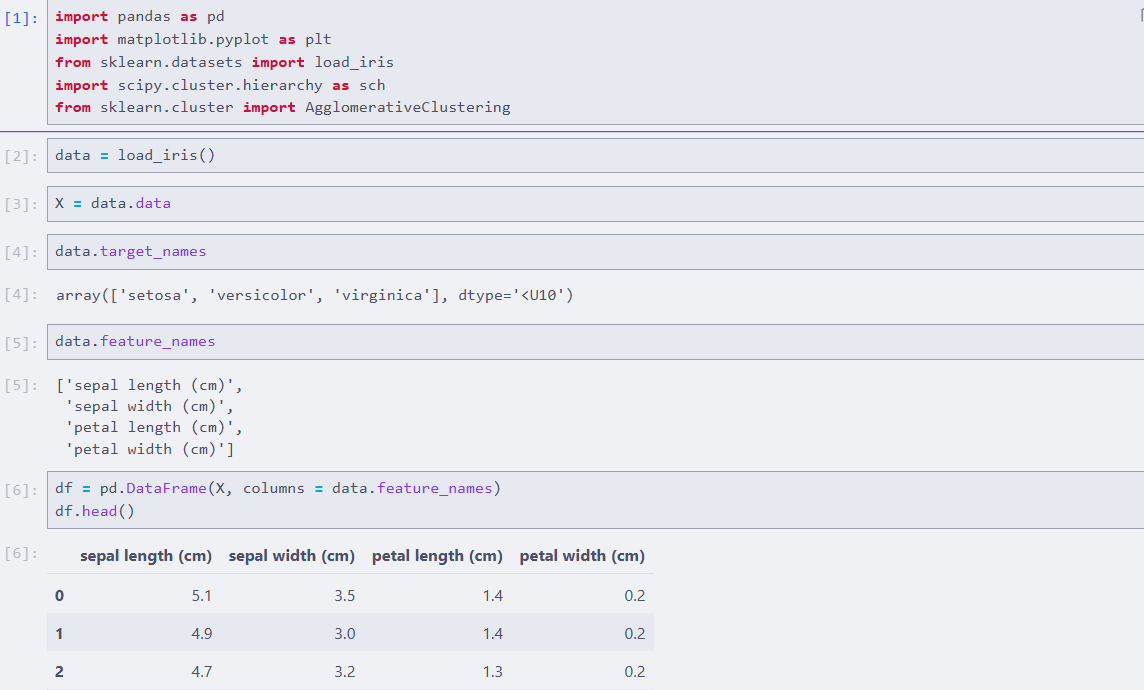 [1]: import pandas as pd
import matplotlib.pyplot as plt
from sklearn.datasets import load_iris
import scipy.cluster.hierarchy as sch
from sklearn.cluster import AgglomerativeClustering
[2]: data = load_iris()
[3]: X = data.data
[4]: data.target_names
[4]: array(['setosa', 'versicolor', 'virginica'], dtype='<U10')
[5]: data.feature_names
[5]: ['sepal length (cm)',
'sepal width (cm)',
'petal length (cm)',
'petal width (cm)']
[6]: df = pd.DataFrame(X, columns = data.feature_names)
df.head()
[6]: sepal length (cm) sepal width (cm) petal length (cm) petal width (cm)
0 5.1 3.5 1.4 0.2
1 4.9 3.0 1.4 0.2
2 4.7 3.2 1.3 0.2